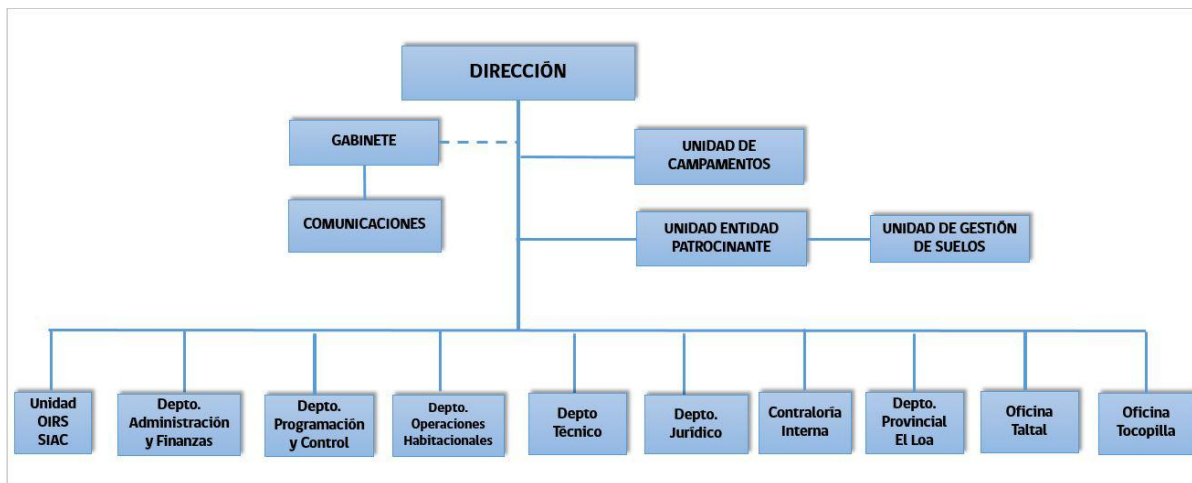 DIRECCIÓN
GABINETE
UNIDAD DE
CAMPAMENTOS
COMUNICACIONES
UNIDAD ENTIDAD
PATROCINANTE
UNIDAD DE GESTIÓN
DE SUELOS
Unidad
OIRS
SIAC
Depto.
Administración
y Finanzas
Depto.
Programación
y Control
Depto.
Operaciones
Habitacionales
Depto
Técnico
Depto.
Jurídico
Contraloría
Interna
Depto.
Provincial
El Loa
Oficina
Taltal
Oficina
Tocopilla